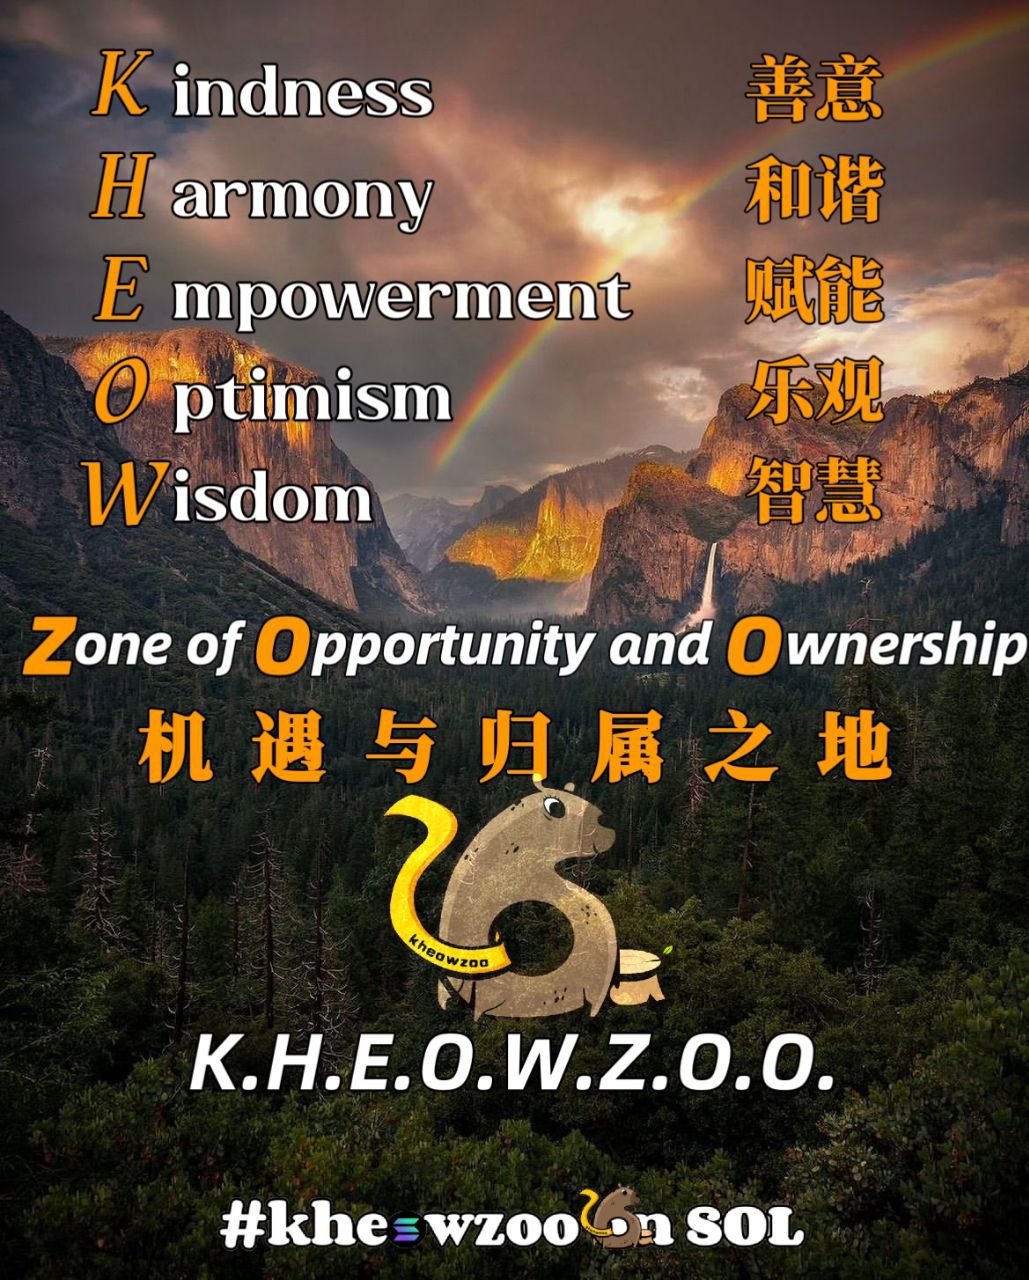 Kindness 善意
Harmony 和谐
Empowerment 赋能
Optimism 乐观
Wisdom 智慧
Zone of Opportunity and Ownership
机遇与归属之地
kheowzoo
K.H.E.O.W.Z.O.O.
#kheowzoo on SOL